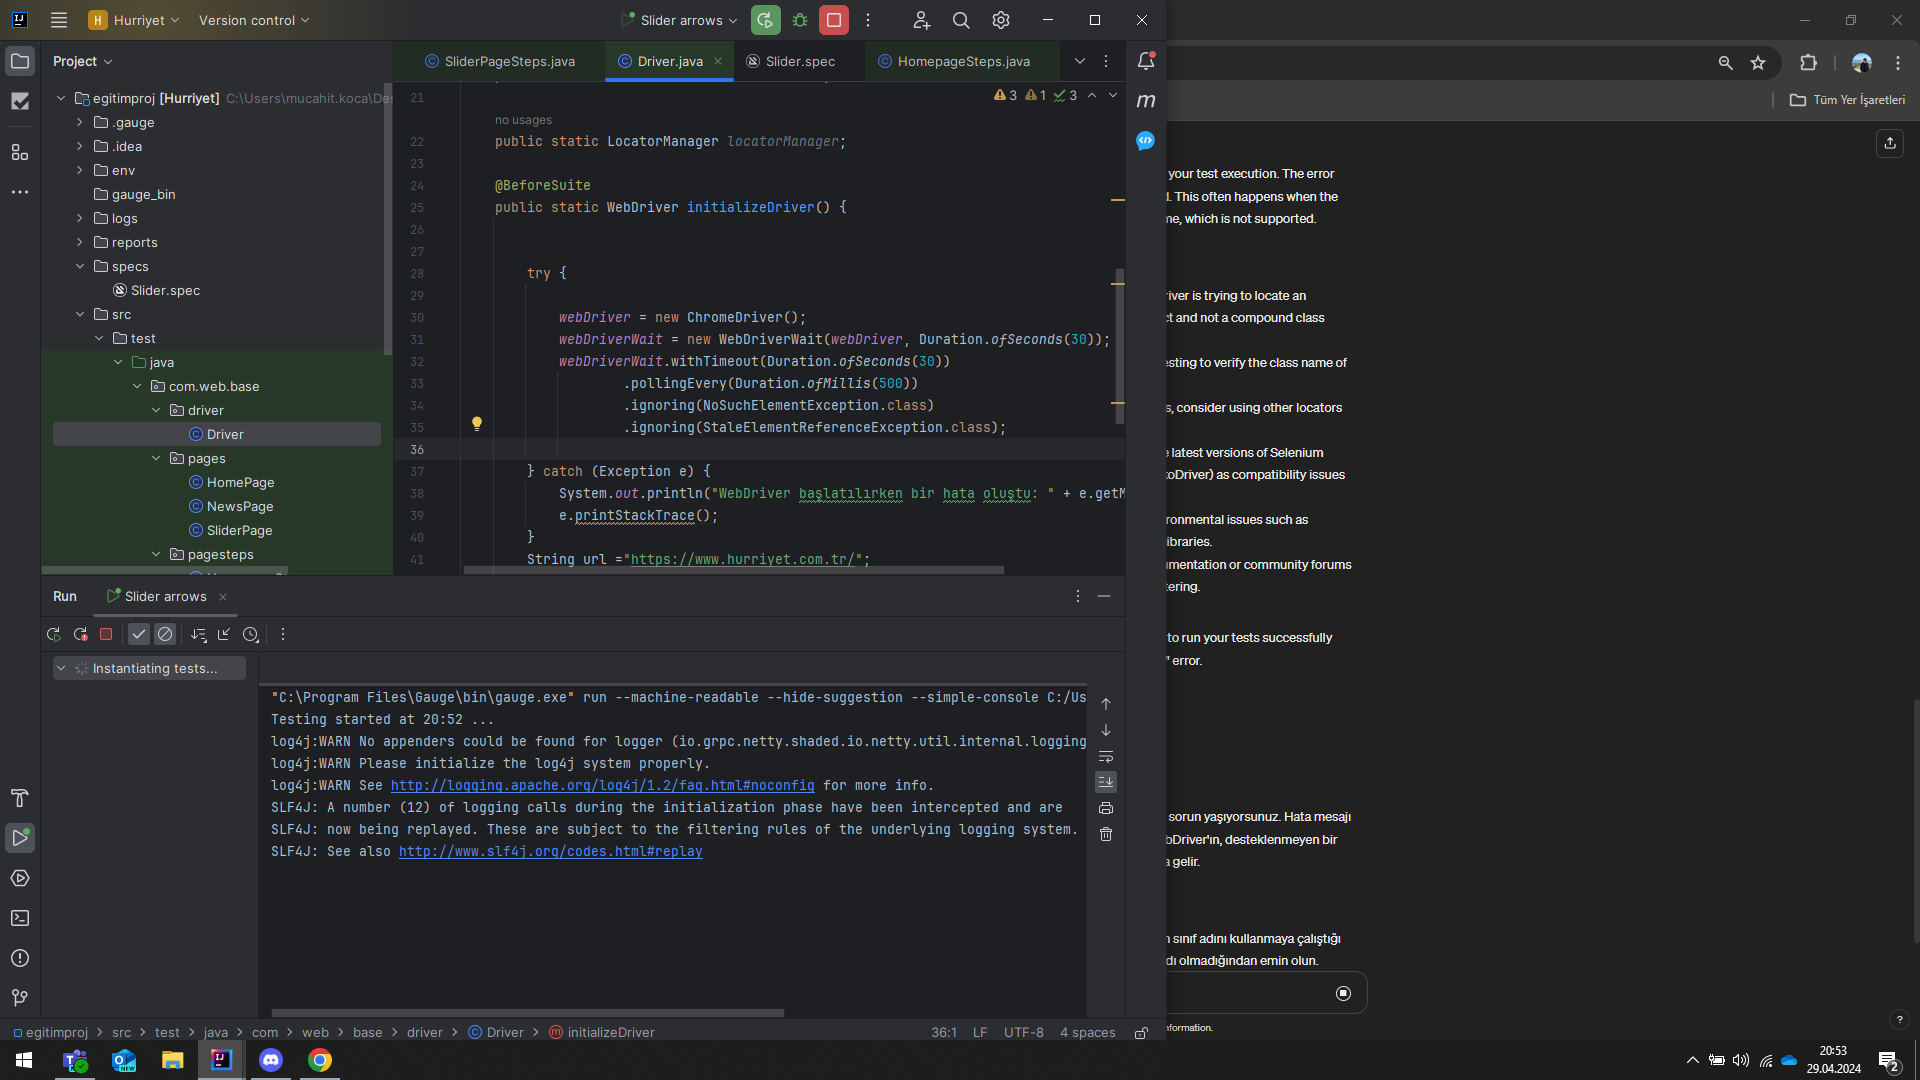 Hurriyet
Version control
Slider arrows
Project
SliderPageSteps.java
Driver.java
Slider.spec
HomepageSteps.java
egitimproj [Hurriyet] C:\Users\mucahit.koca\De
.gauge
.idea
env
gauge_bin
logs
reports
specs
Slider.spec
src
test
java
com.web.base
driver
Driver
pages
HomePage
NewsPage
SliderPage
pagesteps
3 1 3
21
no usages
22 public static LocatorManager locatorManager;
23
24 @BeforeSuite
25 public static WebDriver initializeDriver() {
26
27
28 try {
29
30 webDriver = new ChromeDriver();
31 webDriverWait = new WebDriverWait(webDriver, Duration.ofSeconds(30));
32 webDriverWait.withTimeout(Duration.ofSeconds(30))
33 .pollingEvery(Duration.ofMillis(500))
34 .ignoring(NoSuchElementException.class)
35 .ignoring(StaleElementReferenceException.class);
36
37 } catch (Exception e) {
38 System.out.println("WebDriver başlatılırken bir hata oluştu: " + e.getM
39 e.printStackTrace();
40 }
41 String url ="https://www.hurriyet.com.tr/";
Run
Slider arrows
Instantiating tests...
"C:\Program Files\Gauge\bin\gauge.exe" run --machine-readable --hide-suggestion --simple-console C:/Us
Testing started at 20:52 ...
log4j:WARN No appenders could be found for logger (io.grpc.netty.shaded.io.netty.util.internal.logging
log4j:WARN Please initialize the log4j system properly.
log4j:WARN See http://logging.apache.org/log4j/1.2/faq.html#noconfig for more info.
SLF4J: A number (12) of logging calls during the initialization phase have been intercepted and are
SLF4J: now being replayed. These are subject to the filtering rules of the underlying logging system.
SLF4J: See also http://www.slf4j.org/codes.html#replay
egitimproj > src > test > java > com > web > base > driver > Driver > initializeDriver
36:1 LF UTF-8 4 spaces
Tüm Yer İşaretleri
your test execution. The error
. This often happens when the
me, which is not supported.
river is trying to locate an
ct and not a compound class
esting to verify the class name of
s, consider using other locators
e latest versions of Selenium
oDriver) as compatibility issues
ronmental issues such as
libraries.
umentation or community forums
tering.
to run your tests successfully
" error.
sorun yaşıyorsunuz. Hata mesajı
bDriver'ın, desteklenmeyen bir
a gelir.
n sınıf adını kullanmaya çalıştığı
dı olmadığından emin olun.
nformation.
?
20:53
29.04.2024
2